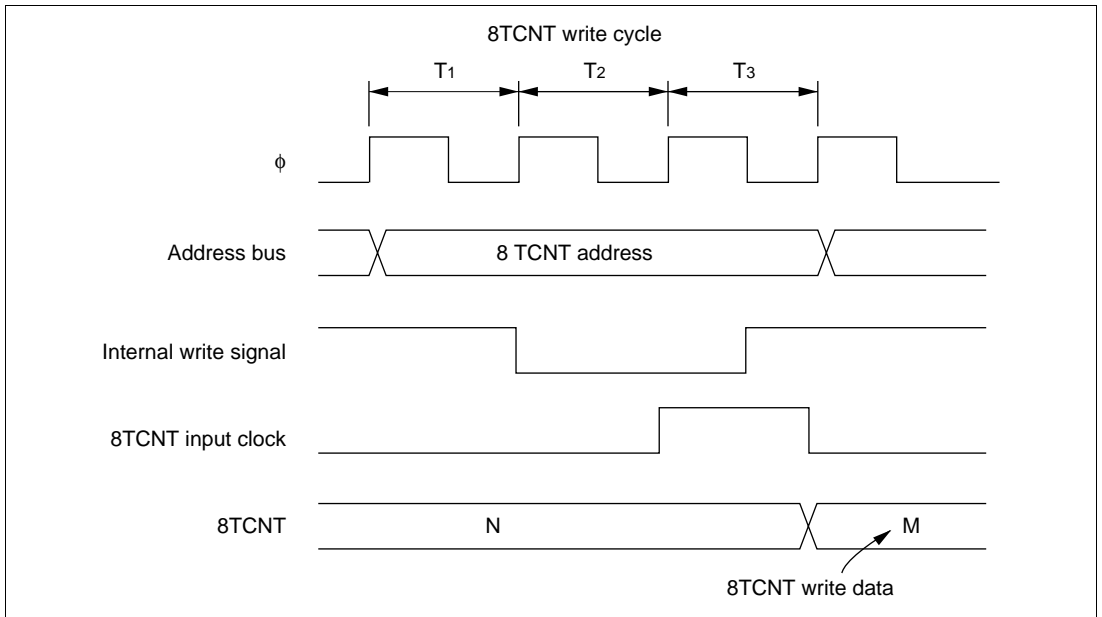 8TCNT write cycle
T1 T2 T3
ϕ
Address bus
8 TCNT address
Internal write signal
8TCNT input clock
8TCNT
N
M
8TCNT write data